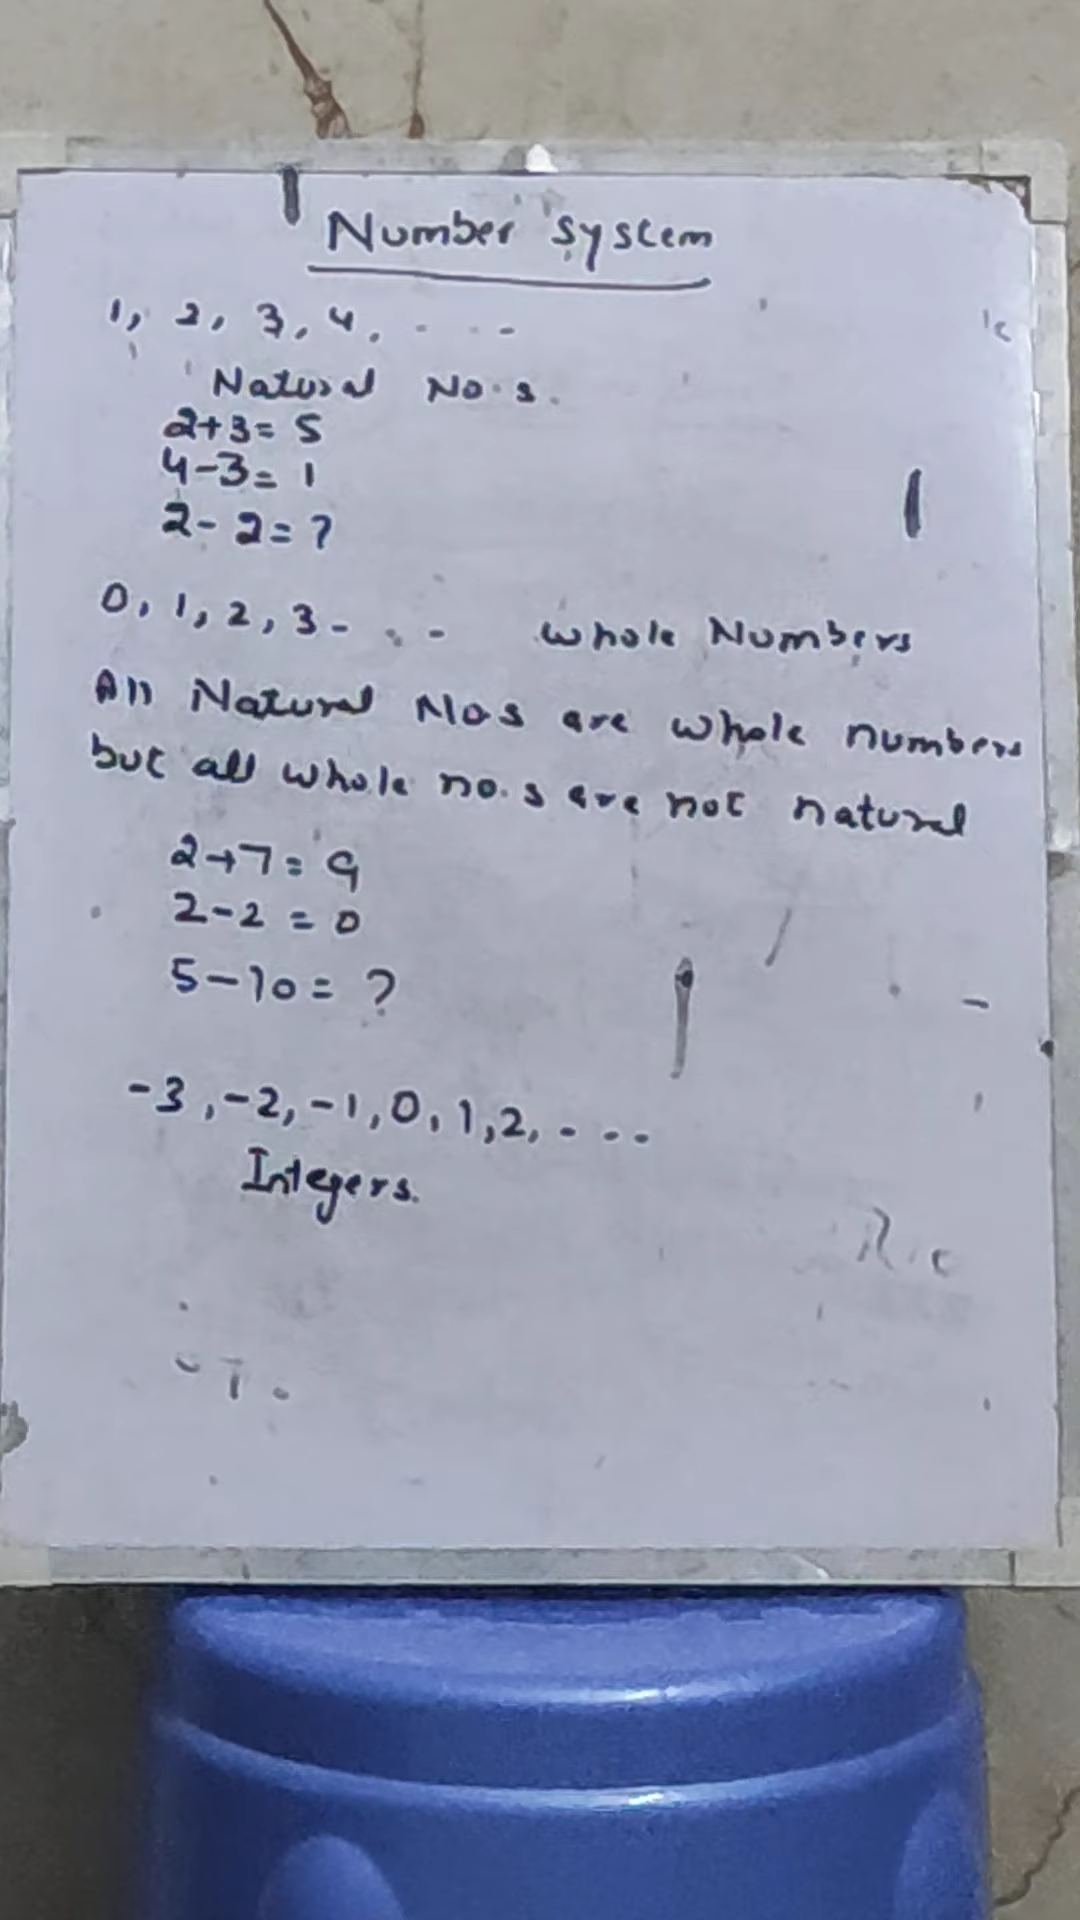 Number system
1, 2, 3, 4, - - - -
Natural No.s.
2+3= 5
4-3= 1
2- 2= ?
0, 1, 2, 3 - - - whole Numbers
All Natural Nos are whole numbers
but all whole no.s are not natural
2+7= 9
2-2 = 0
5-10= ?
-3, -2, -1, 0, 1, 2, - - - -
Integers.